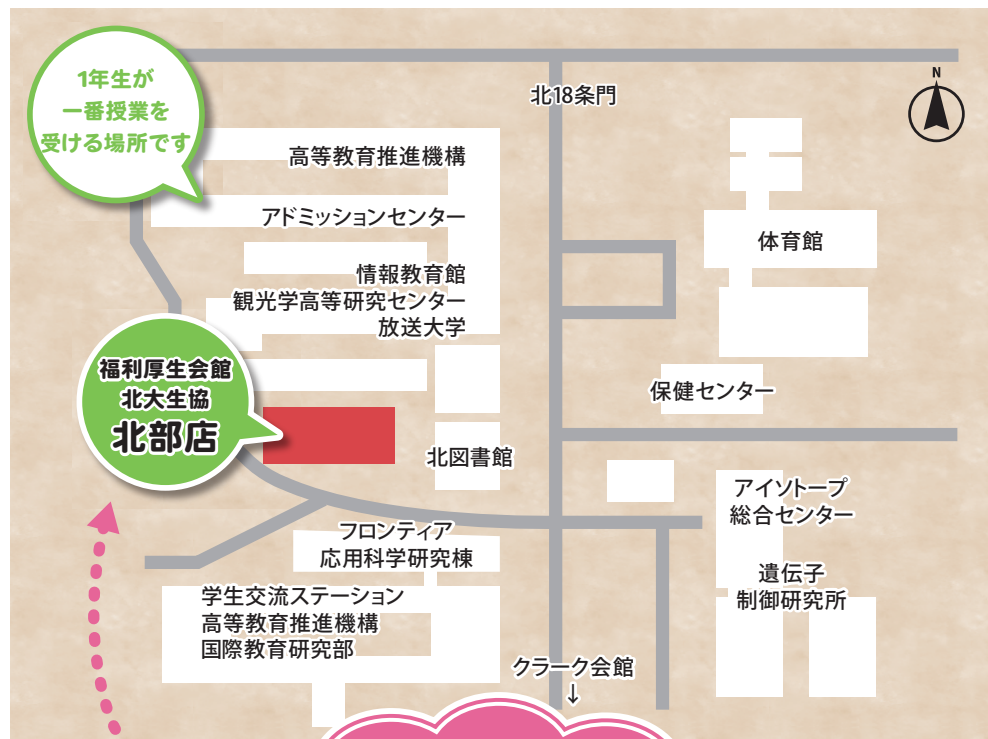 1年生が
一番授業を
受ける場所です
北18条門
N
高等教育推進機構
アドミッションセンター
体育館
情報教育館
観光学高等研究センター
放送大学
福利厚生会館
北大生協
北部店
保健センター
北図書館
アイソトープ
総合センター
フロンティア
応用科学研究棟
遺伝子
制御研究所
学生交流ステーション
高等教育推進機構
国際教育研究部
クラーク会館
↓